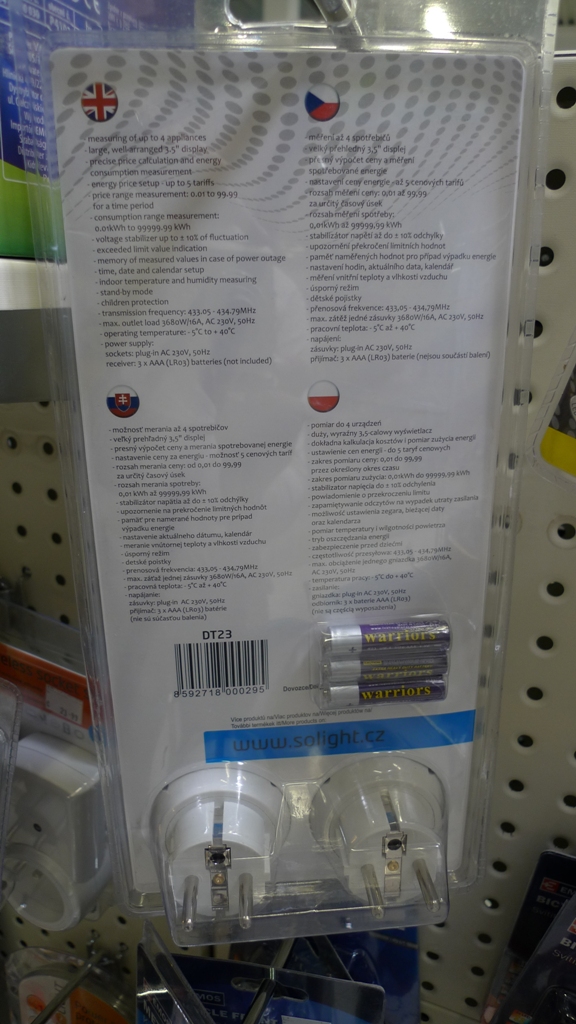 measuring of up to 4 appliances
- large, well-arranged 3.5" display
- precise price calculation and energy
consumption measurement
- energy price setup - up to 5 tariffs
- price range measurement: 0.01 to 99.99
for a time period
- consumption range measurement:
0.01kWh to 99999.99 kWh
- voltage stabilizer up to ± 10% of fluctuation
- exceeded limit value indication
- memory of measured values in case of power outage
- time, date and calendar setup
- indoor temperature and humidity measuring
- stand-by mode
- children protection
- transmission frequency: 433.05 - 434.79MHz
- max. outlet load 3680W/16A, AC 230V, 50Hz
- operating temperature: - 5°C to + 40°C
- power supply:
sockets: plug-in AC 230V, 50Hz
receiver: 3 x AAA (LR03) batteries (not included)
- měření až 4 spotřebičů
- velký přehledný 3,5" displej
- přesný výpočet ceny a měření
spotřebované energie
- nastavení ceny energie - až 5 cenových tarifů
- rozsah měření ceny: 0,01 až 99,99
za určitý časový úsek
- rozsah měření spotřeby:
0,01kWh až 99999,99 kWh
- stabilizátor napětí až do ± 10% odchylky
- upozornění překročení limitních hodnot
- paměť naměřených hodnot pro případ výpadku energie
- nastavení hodin, aktuálního data, kalendář
- měření vnitřní teploty a vlhkosti vzduchu
- úsporný režim
- dětské pojistky
- přenosová frekvence: 433,05 - 434,79MHz
- max. zátěž jedné zásuvky 3680W/16A, AC 230V, 50Hz
- pracovní teplota: - 5°C až + 40°C
- napájení:
zásuvky: plug-in AC 230V, 50Hz
přijímač: 3 x AAA (LR03) baterie (nejsou součástí balení)
- možnosť merania až 4 spotrebičov
- veľký prehľadný 3,5" displej
- presný výpočet ceny a merania spotrebovanej energie
- nastavenie ceny za energiu - možnosť 5 cenových tarif
- rozsah merania ceny: od 0,01 do 99,99
za určitý časový úsek.
- rozsah merania spotreby:
0,01 kWh až 99999,99 kWh
- stabilizátor napätia až do ± 10% odchýlky
- upozornenie na prekročenie limitných hodnôt
- pamäť pre namerané hodnoty pre prípad
výpadku energie
- nastavenie aktuálneho dátumu, kalendár
- meranie vnútornej teploty a vlhkosti vzduchu
- úsporný režim
- detské poistky
- prenosová frekvencia: 433,05 - 434,79MHz
- max. záťaž jednej zásuvky 3680W/16A, AC 230V, 50Hz
- pracovná teplota: - 5°C až + 40°C
- napájanie:
zásuvky: plug-in AC 230V, 50Hz
prijímač: 3 x AAA (LR03) batérie
(nie sú súčasťou balenia)
- pomiar do 4 urządzeń
- duży, wyraźny 3,5-calowy wyświetlacz
- dokładna kalkulacja kosztów i pomiar zużycia energii
- ustawienie cen energii - do 5 taryf cenowych
- zakres pomiaru ceny: 0,01 do 99,99
przez określony okres czasu
- zakres pomiaru zużycia: 0,01kWh do 99999,99 kWh
- stabilizator napięcia do ± 10% odchylenia
- powiadomienie o przekroczeniu limitu
- zapamiętywanie odczytów na wypadek utraty zasilania
- możliwość ustawienia zegara, bieżącej daty
oraz kalendarza
- pomiar temperatury i wilgotności powietrza
- tryb oszczędzania energii
- zabezpieczenie przed dziećmi
- częstotliwość przesyłowa: 433,05 - 434,79MHz
- max. obciążenie jednego gniazdka 3680W/16A,
AC 230V, 50Hz
- temperatura pracy: - 5°C do + 40°C
- zasilanie:
gniazdka: plug-in AC 230V, 50Hz
odbiornik: 3 x baterie AAA (LR03)
(nie są częścią wyposażenia)
DT23
8 592718 000295
warriors
warriors
warriors
www.solight.cz